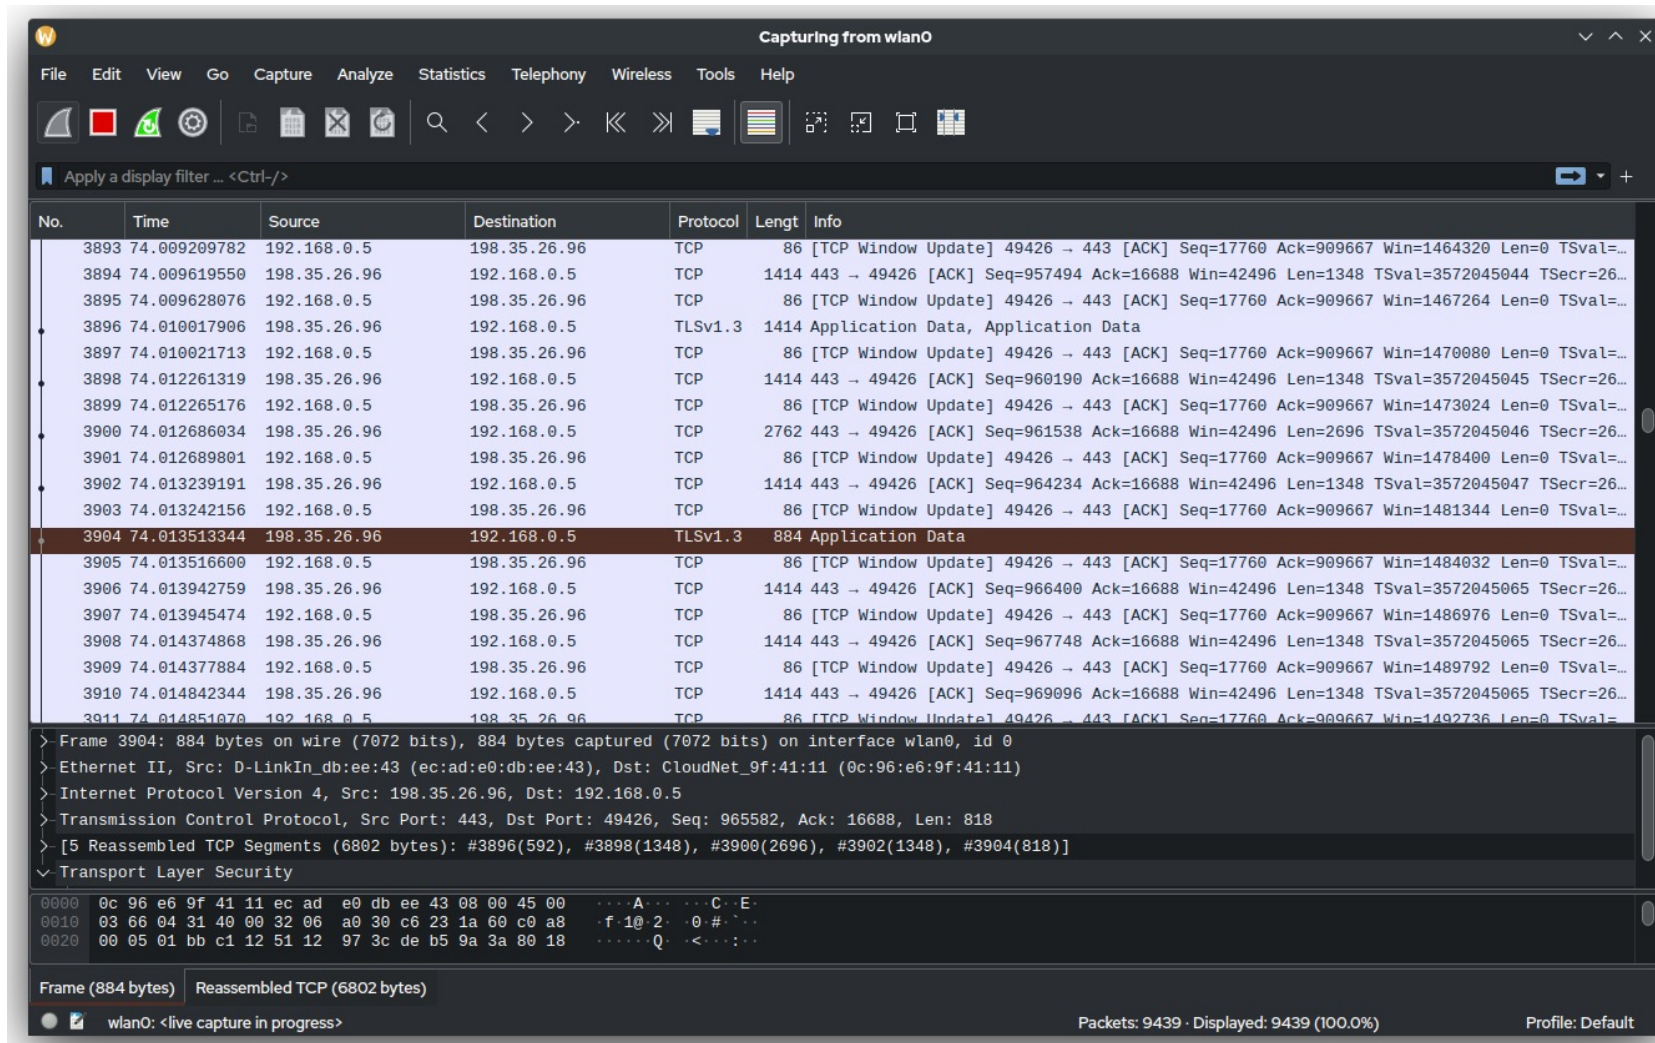 Capturing from wlan0
File Edit View Go Capture Analyze Statistics Telephony Wireless Tools Help
Apply a display filter ... <Ctrl-/>
No. Time Source Destination Protocol Lengt Info
3893 74.009209782 192.168.0.5 198.35.26.96 TCP 86 [TCP Window Update] 49426 → 443 [ACK] Seq=17760 Ack=909667 Win=1464320 Len=0 TSval=…
3894 74.009619550 198.35.26.96 192.168.0.5 TCP 1414 443 → 49426 [ACK] Seq=957494 Ack=16688 Win=42496 Len=1348 TSval=3572045044 TSecr=26…
3895 74.009628076 192.168.0.5 198.35.26.96 TCP 86 [TCP Window Update] 49426 → 443 [ACK] Seq=17760 Ack=909667 Win=1467264 Len=0 TSval=…
3896 74.010017906 198.35.26.96 192.168.0.5 TLSv1.3 1414 Application Data, Application Data
3897 74.010021713 192.168.0.5 198.35.26.96 TCP 86 [TCP Window Update] 49426 → 443 [ACK] Seq=17760 Ack=909667 Win=1470080 Len=0 TSval=…
3898 74.012261319 198.35.26.96 192.168.0.5 TCP 1414 443 → 49426 [ACK] Seq=960190 Ack=16688 Win=42496 Len=1348 TSval=3572045045 TSecr=26…
3899 74.012265176 192.168.0.5 198.35.26.96 TCP 86 [TCP Window Update] 49426 → 443 [ACK] Seq=17760 Ack=909667 Win=1473024 Len=0 TSval=…
3900 74.012686034 198.35.26.96 192.168.0.5 TCP 2762 443 → 49426 [ACK] Seq=961538 Ack=16688 Win=42496 Len=2696 TSval=3572045046 TSecr=26…
3901 74.012689801 192.168.0.5 198.35.26.96 TCP 86 [TCP Window Update] 49426 → 443 [ACK] Seq=17760 Ack=909667 Win=1478400 Len=0 TSval=…
3902 74.013239191 198.35.26.96 192.168.0.5 TCP 1414 443 → 49426 [ACK] Seq=964234 Ack=16688 Win=42496 Len=1348 TSval=3572045047 TSecr=26…
3903 74.013242156 192.168.0.5 198.35.26.96 TCP 86 [TCP Window Update] 49426 → 443 [ACK] Seq=17760 Ack=909667 Win=1481344 Len=0 TSval=…
3904 74.013513344 198.35.26.96 192.168.0.5 TLSv1.3 884 Application Data
3905 74.013516600 192.168.0.5 198.35.26.96 TCP 86 [TCP Window Update] 49426 → 443 [ACK] Seq=17760 Ack=909667 Win=1484032 Len=0 TSval=…
3906 74.013942759 198.35.26.96 192.168.0.5 TCP 1414 443 → 49426 [ACK] Seq=966400 Ack=16688 Win=42496 Len=1348 TSval=3572045065 TSecr=26…
3907 74.013945474 192.168.0.5 198.35.26.96 TCP 86 [TCP Window Update] 49426 → 443 [ACK] Seq=17760 Ack=909667 Win=1486976 Len=0 TSval=…
3908 74.014374868 198.35.26.96 192.168.0.5 TCP 1414 443 → 49426 [ACK] Seq=967748 Ack=16688 Win=42496 Len=1348 TSval=3572045065 TSecr=26…
3909 74.014377884 192.168.0.5 198.35.26.96 TCP 86 [TCP Window Update] 49426 → 443 [ACK] Seq=17760 Ack=909667 Win=1489792 Len=0 TSval=…
3910 74.014842344 198.35.26.96 192.168.0.5 TCP 1414 443 → 49426 [ACK] Seq=969096 Ack=16688 Win=42496 Len=1348 TSval=3572045065 TSecr=26…
3911 74.014851070 192.168.0.5 198.35.26.96 TCP 86 [TCP Window Update] 49426 → 443 [ACK] Seq=17760 Ack=909667 Win=1492736 Len=0 TSval=…
Frame 3904: 884 bytes on wire (7072 bits), 884 bytes captured (7072 bits) on interface wlan0, id 0
Ethernet II, Src: D-LinkIn_db:ee:43 (ec:ad:e0:db:ee:43), Dst: CloudNet_9f:41:11 (0c:96:e6:9f:41:11)
Internet Protocol Version 4, Src: 198.35.26.96, Dst: 192.168.0.5
Transmission Control Protocol, Src Port: 443, Dst Port: 49426, Seq: 965582, Ack: 16688, Len: 818
[5 Reassembled TCP Segments (6802 bytes): #3896(592), #3898(1348), #3900(2696), #3902(1348), #3904(818)]
Transport Layer Security
0000 0c 96 e6 9f 41 11 ec ad e0 db ee 43 08 00 45 00 ····A··· ···C··E·
0010 03 66 04 31 40 00 32 06 a0 30 c6 23 1a 60 c0 a8 ·f·1@·2· ·0·#·`··
0020 00 05 01 bb c1 12 51 12 97 3c de b5 9a 3a 80 18 ······Q· ·<···:··
Frame (884 bytes) Reassembled TCP (6802 bytes)
wlan0: <live capture in progress> Packets: 9439 · Displayed: 9439 (100.0%) Profile: Default